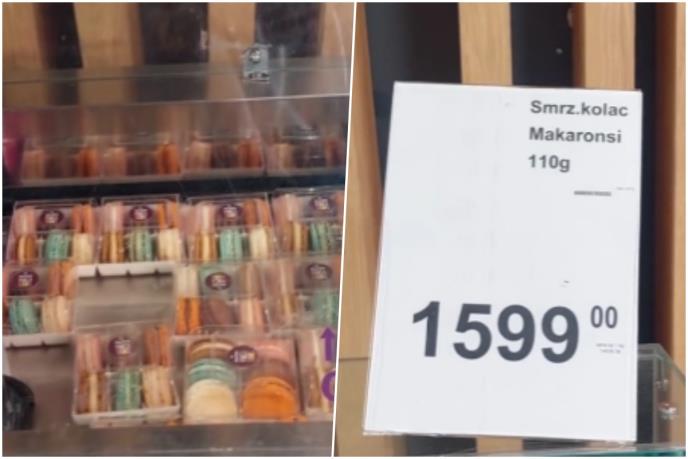 Smrz.kolac
Makaronsi
110g
1599 00